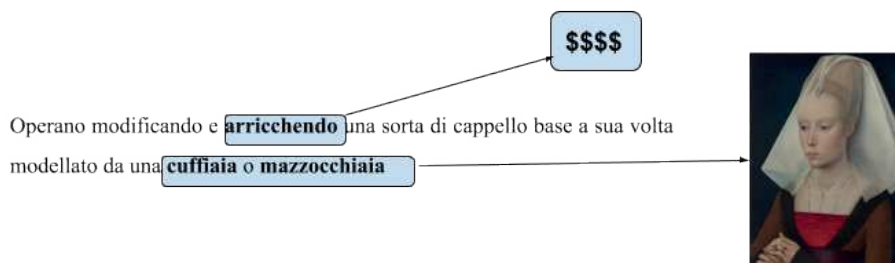 $$$$
Operano modificando e arricchendo una sorta di cappello base a sua volta
modellato da una cuffiaia o mazzocchiaia